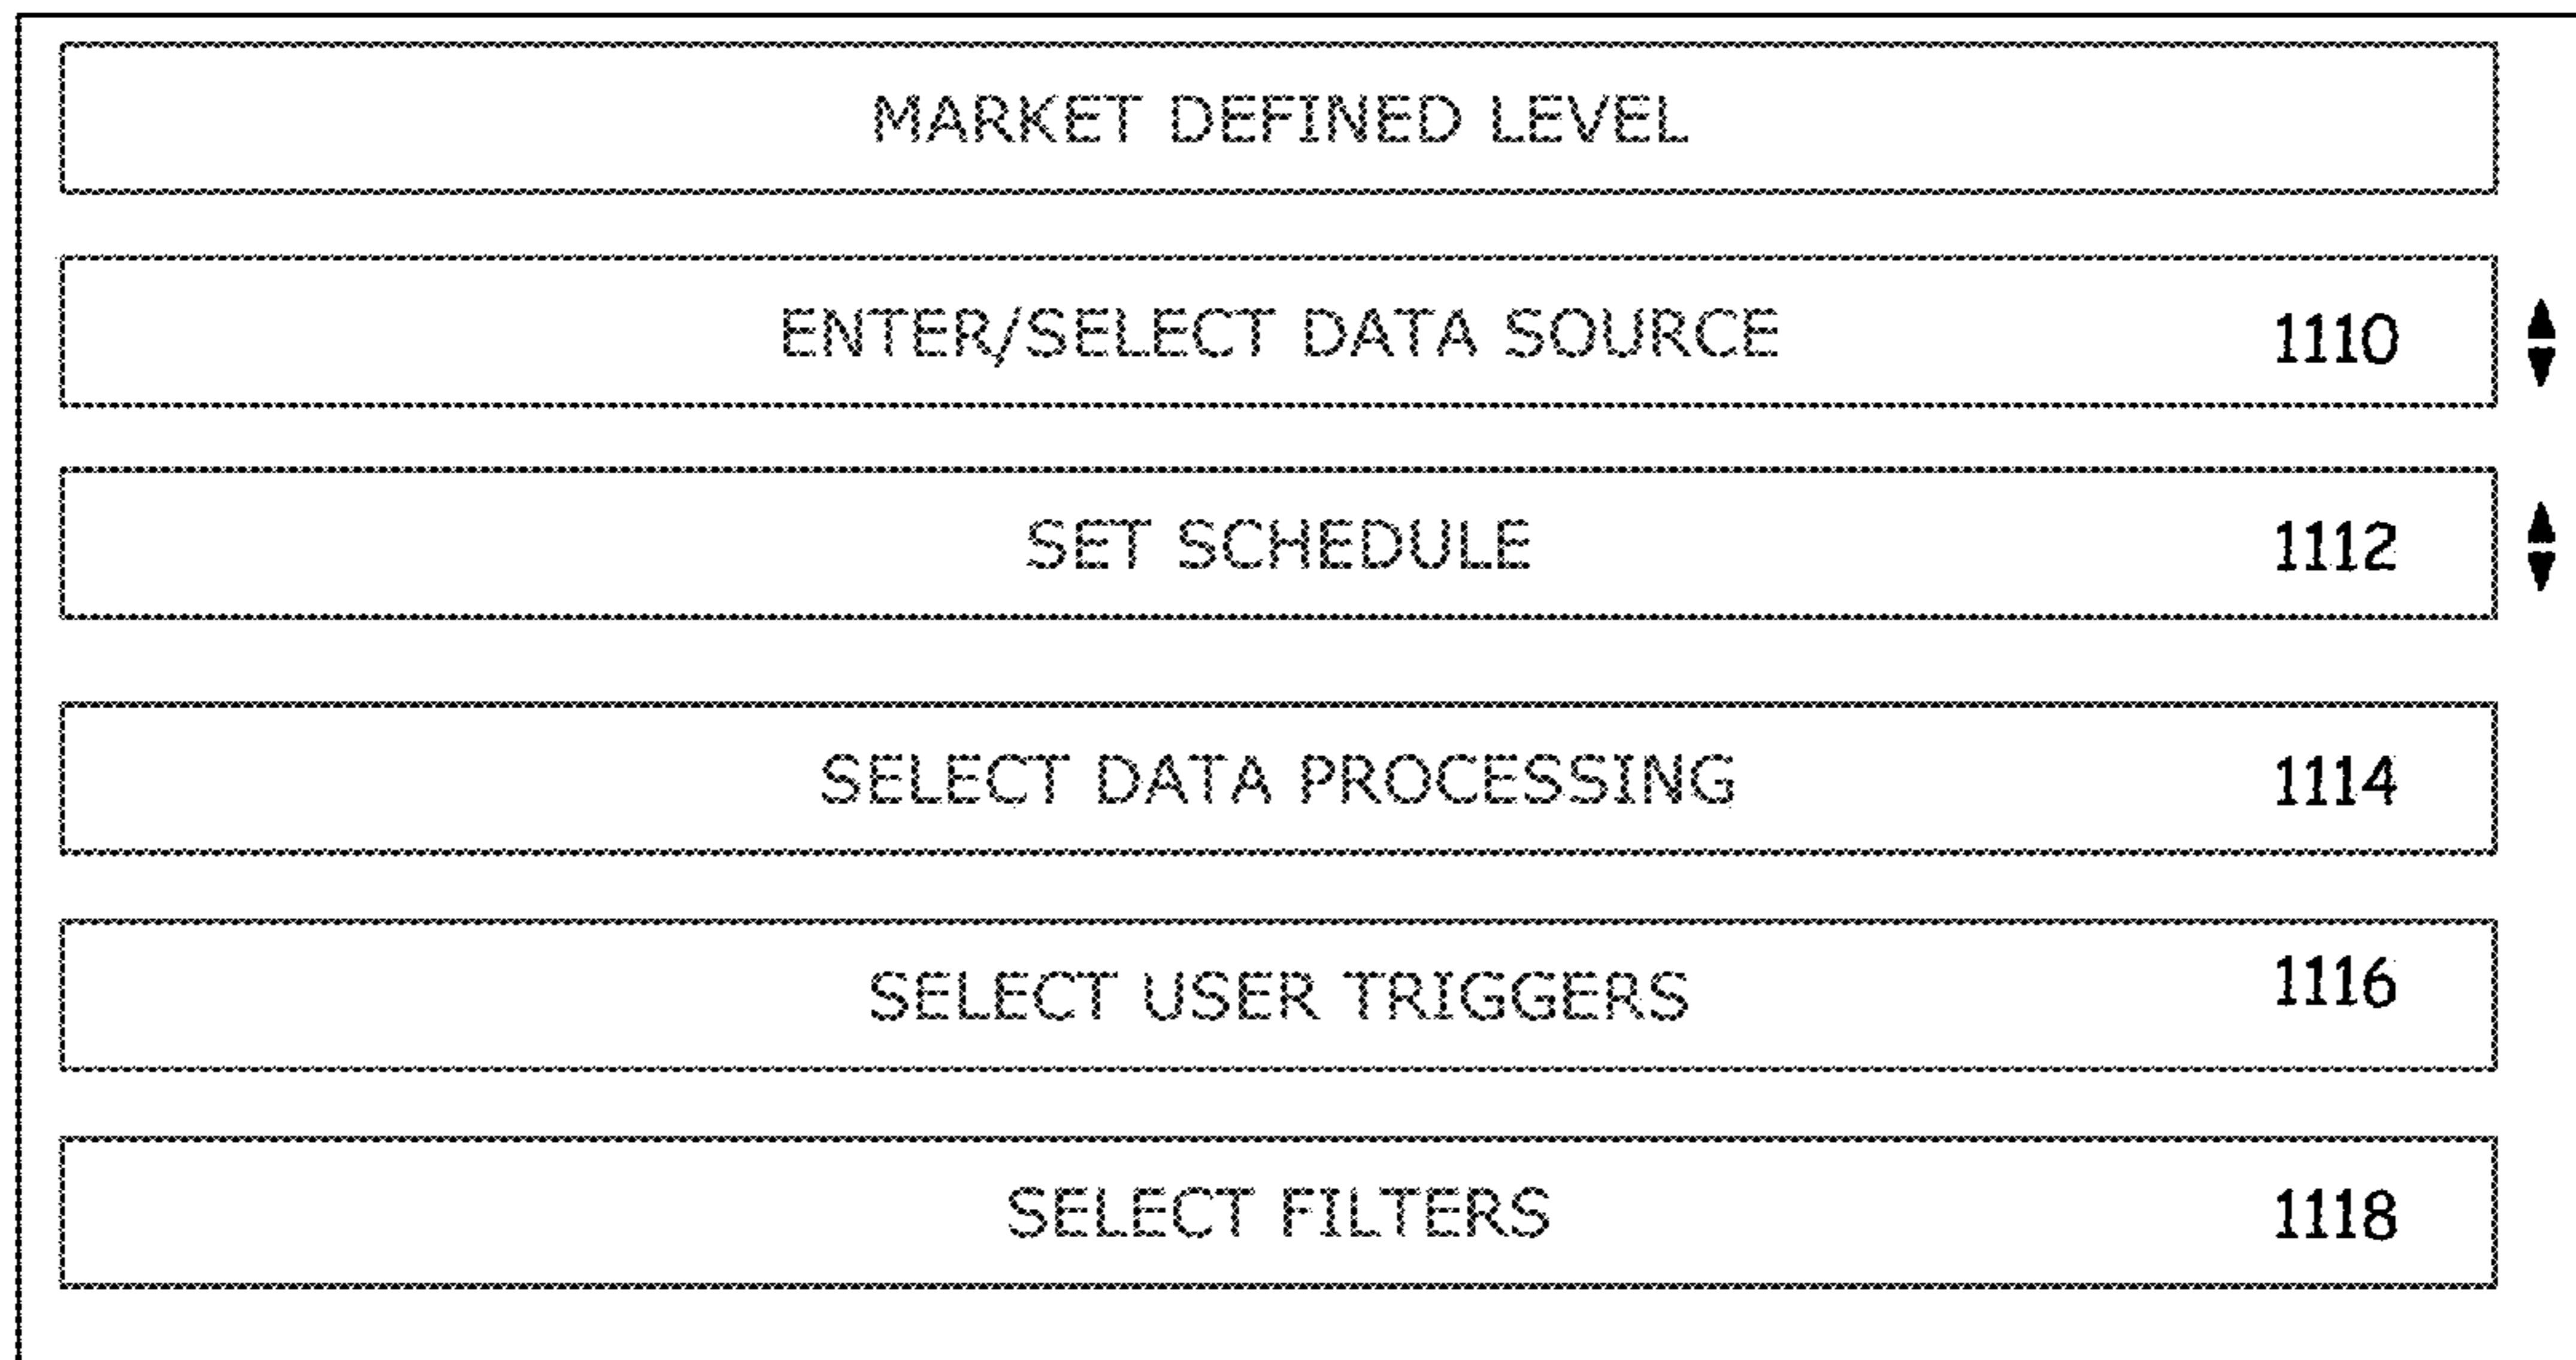 MARKET DEFINED LEVEL
ENTER/SELECT DATA SOURCE 1110
SET SCHEDULE 1112
SELECT DATA PROCESSING 1114
SELECT USER TRIGGERS 1116
SELECT FILTERS 1118